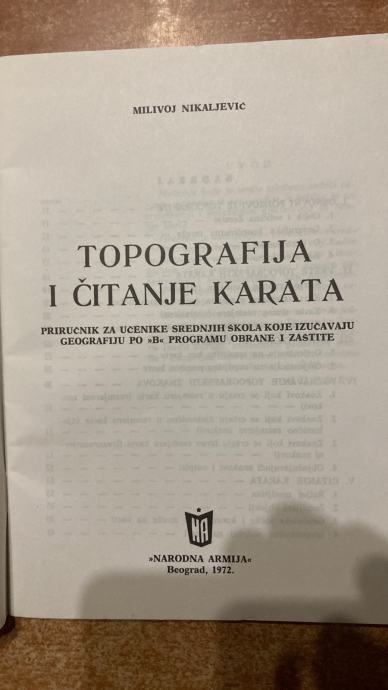 MILIVOJ NIKALJEVIĆ
TOPOGRAFIJA
I ČITANJE KARATA
PRIRUČNIK ZA UČENIKE SREDNJIH ŠKOLA KOJE IZUČAVAJU
GEOGRAFIJU PO »B« PROGRAMU OBRANE I ZAŠTITE
NA
»NARODNA ARMIJA«
Beograd, 1972.